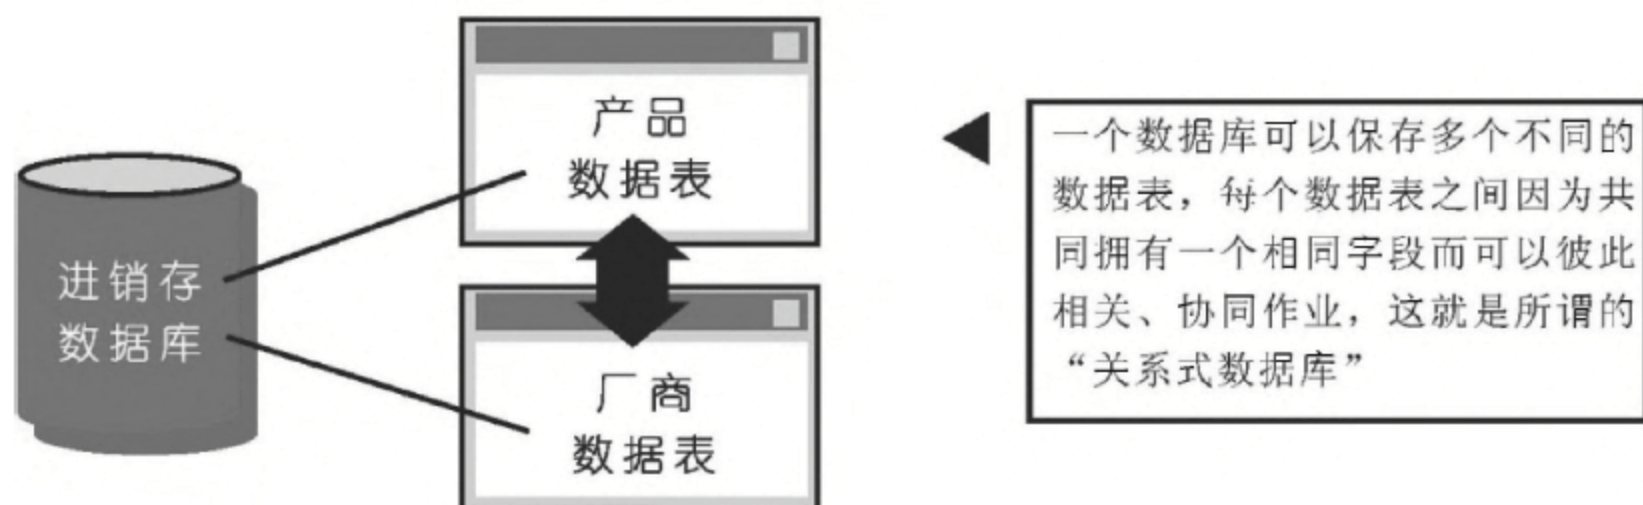 进销存
数据库
产品
数据表
厂商
数据表
一个数据库可以保存多个不同的
数据表，每个数据表之间因为共
同拥有一个相同字段而可以彼此
相关、协同作业，这就是所谓的
“关系式数据库”